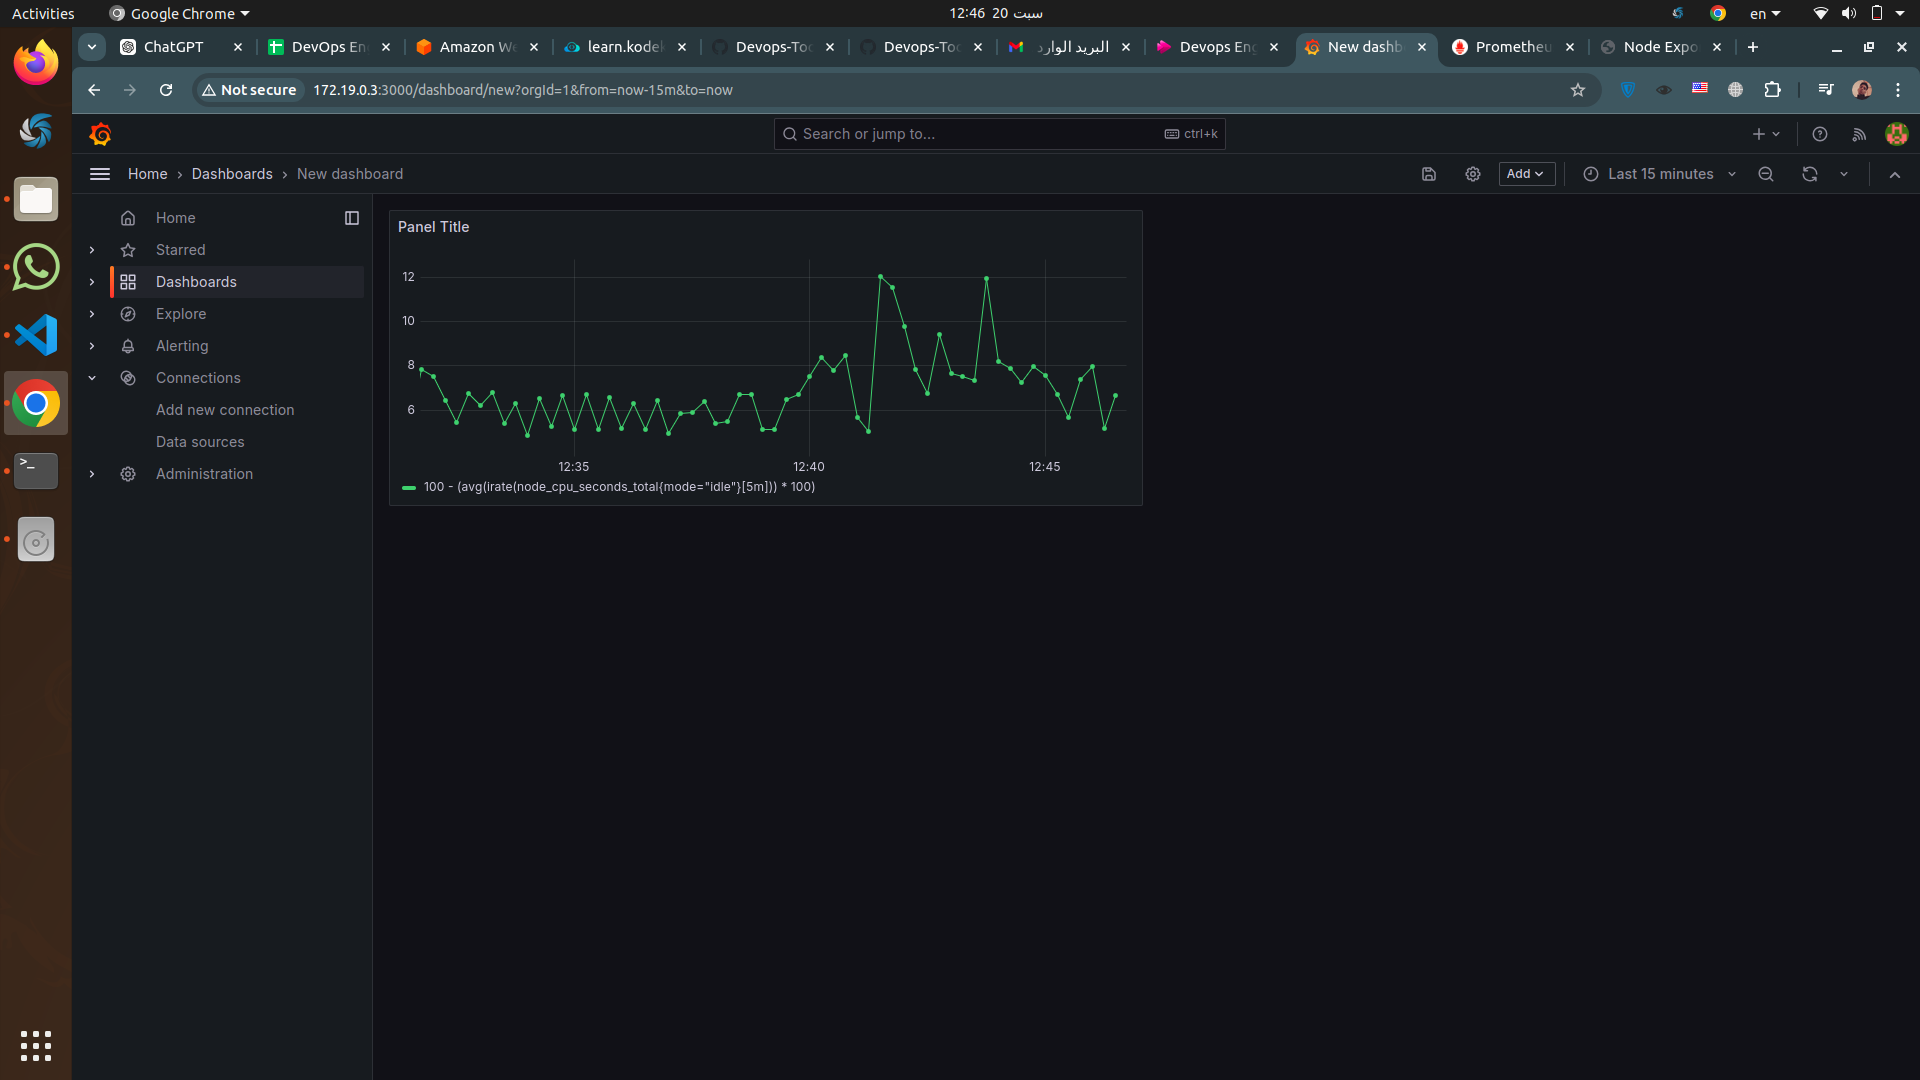 Activities
Google Chrome
12:46 20 سبت
en
ChatGPT
DevOps En
Amazon We
learn.kodek
Devops-Too
Devops-Too
البريد الوارد
Devops Eng
New dashb
Prometheu
Node Expo
Not secure
172.19.0.3:3000/dashboard/new?orgId=1&from=now-15m&to=now
Search or jump to...
ctrl+k
Home › Dashboards › New dashboard
Add
Last 15 minutes
Home
Starred
Dashboards
Explore
Alerting
Connections
Add new connection
Data sources
Administration
Panel Title
12
10
8
6
12:35
12:40
12:45
100 - (avg(irate(node_cpu_seconds_total{mode="idle"}[5m])) * 100)